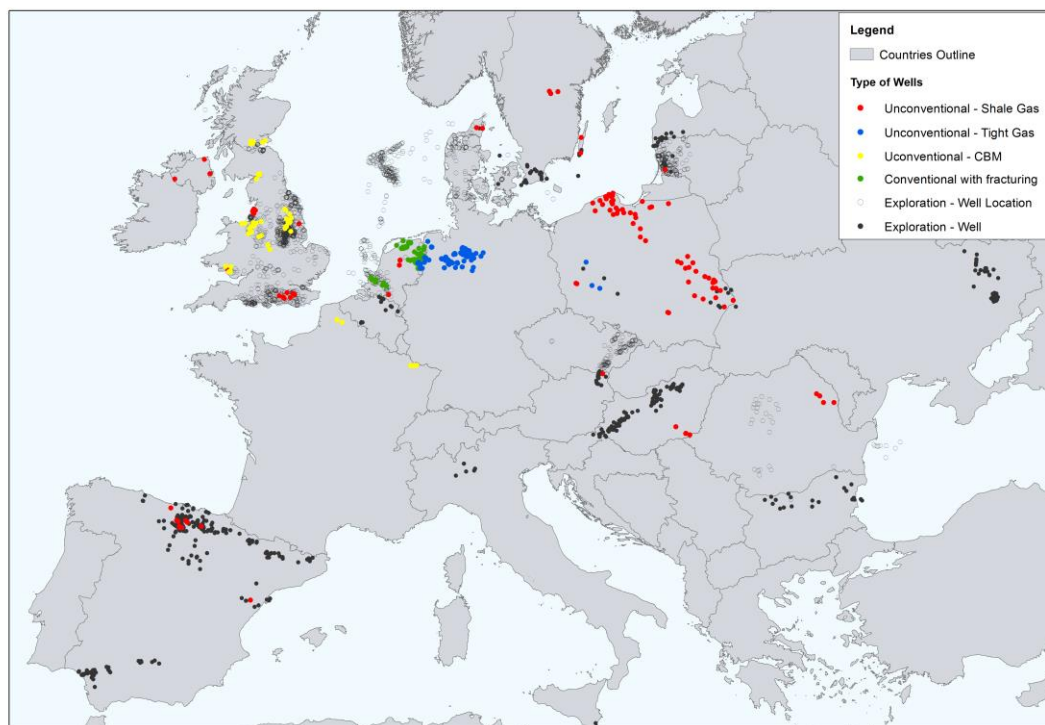 Legend
Countries Outline
Type of Wells
Unconventional - Shale Gas
Unconventional - Tight Gas
Uconventional - CBM
Conventional with fracturing
Exploration - Well Location
Exploration - Well